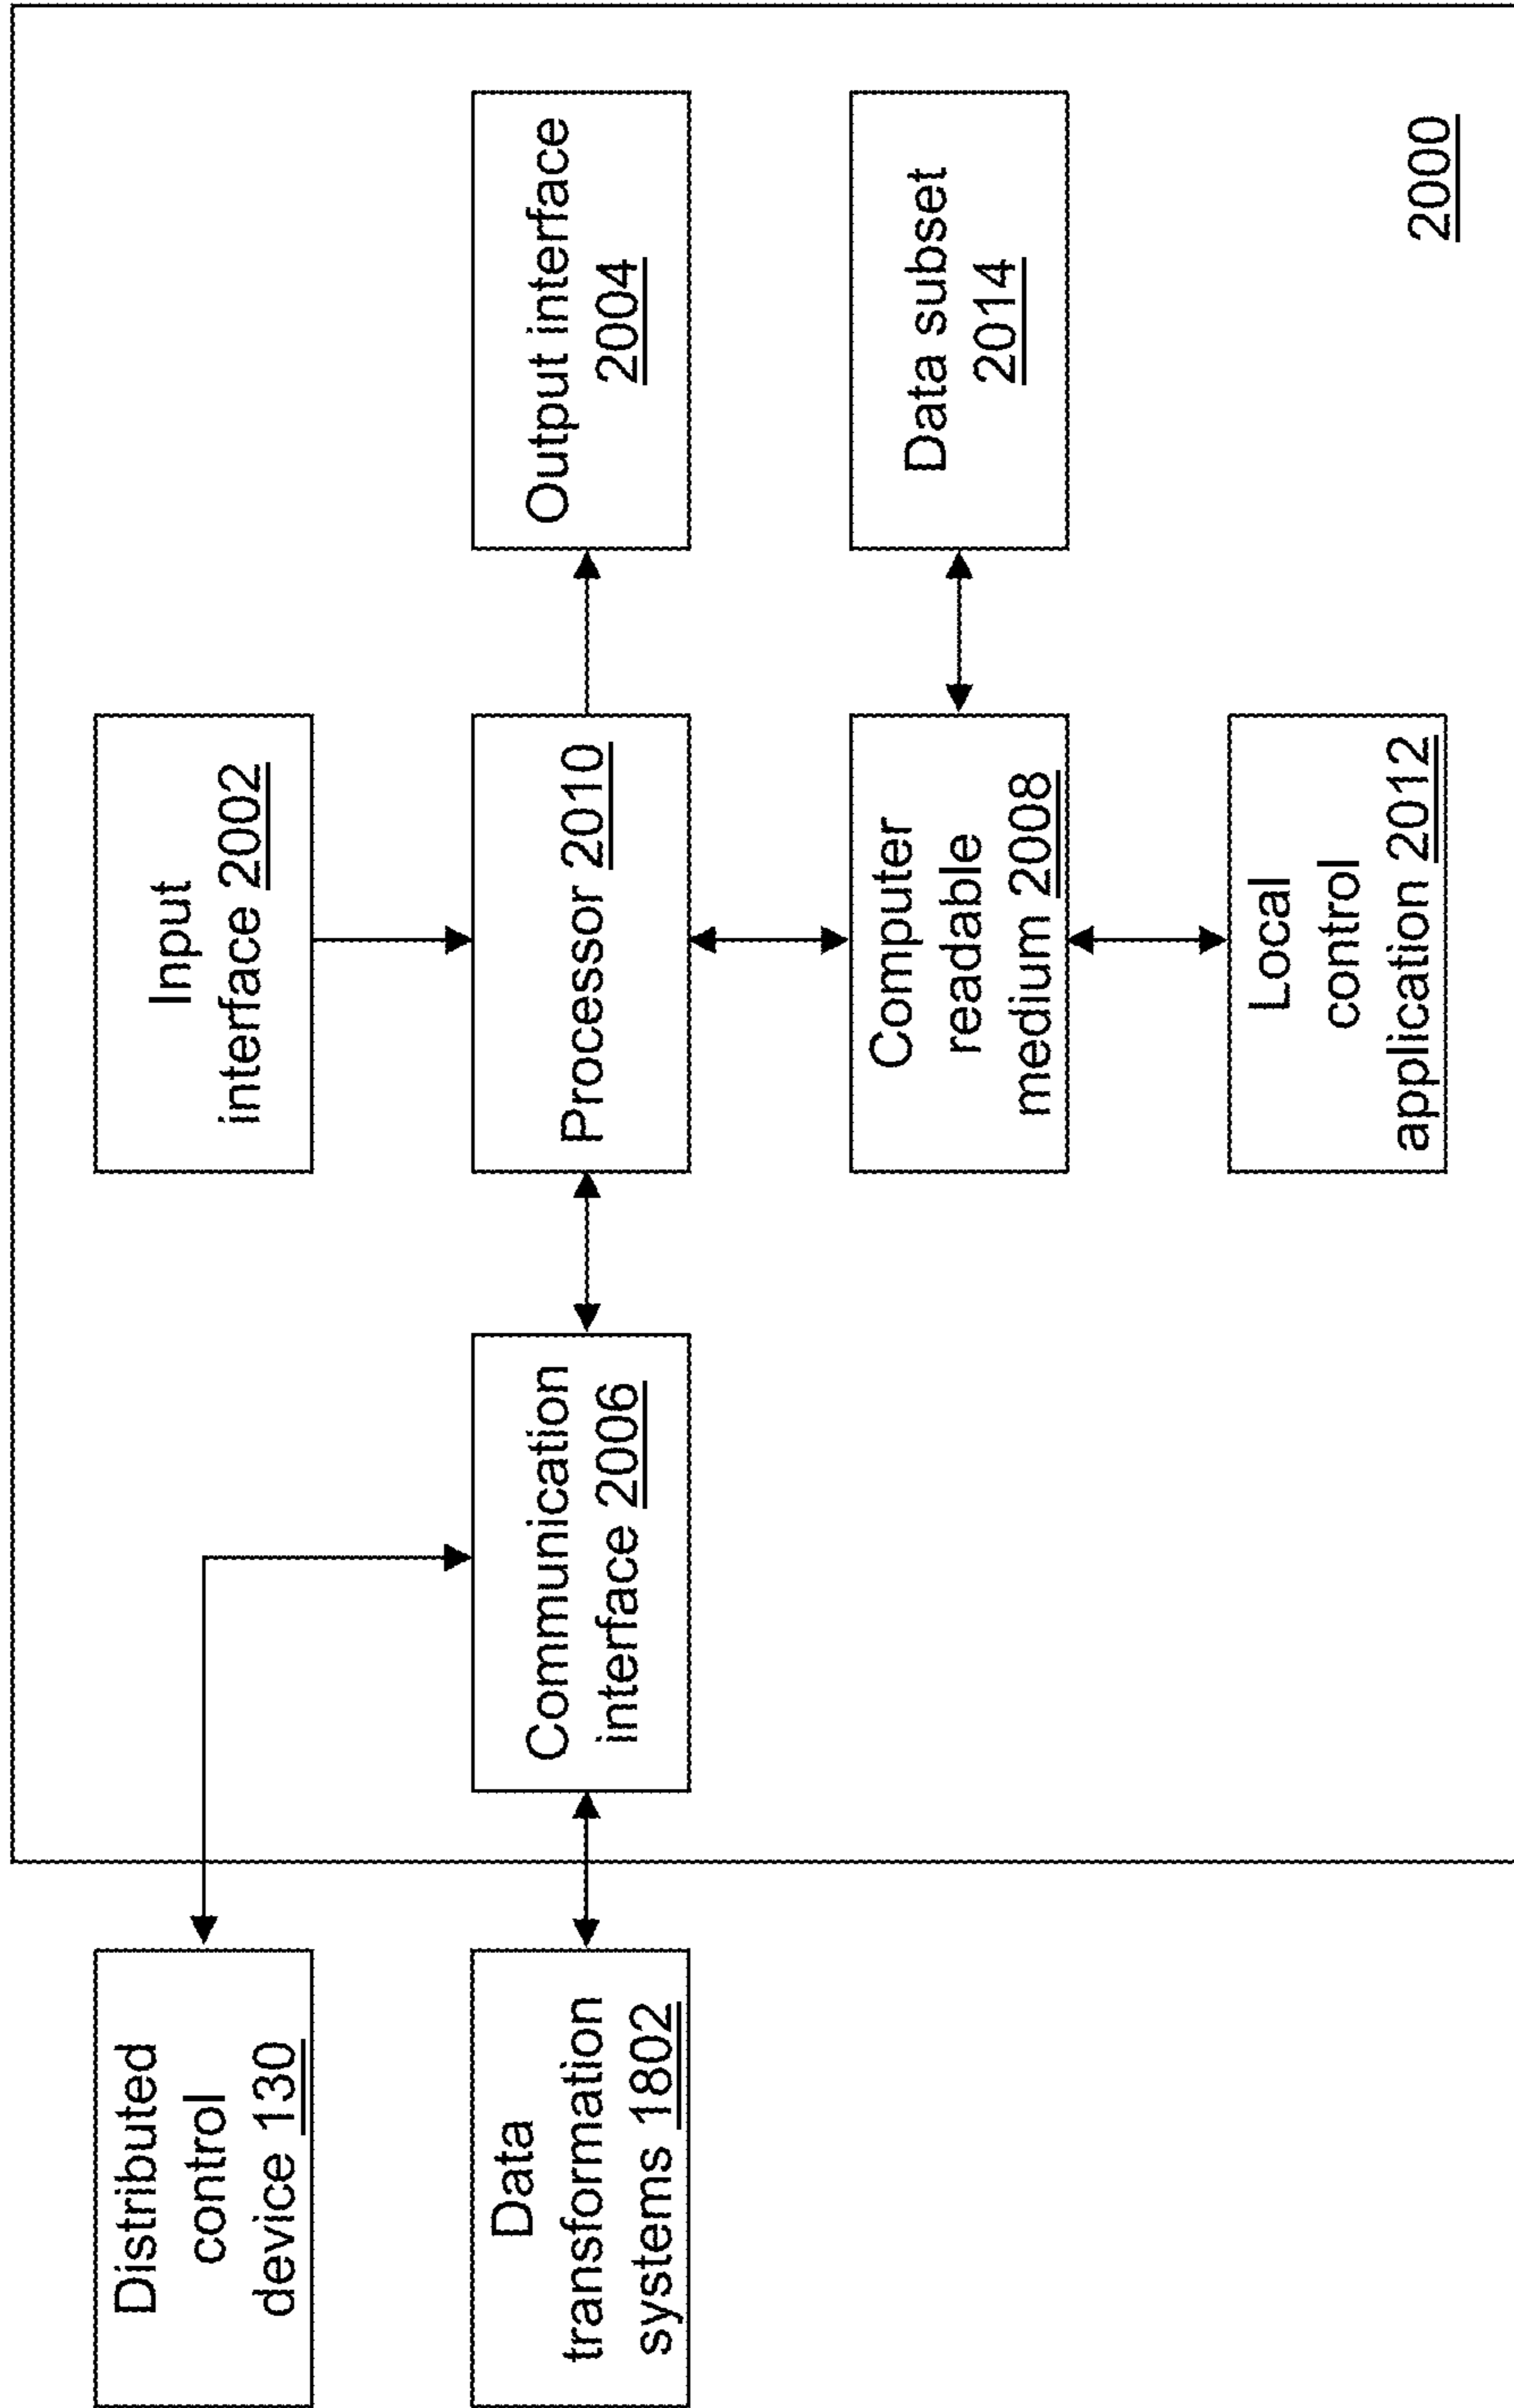 Input
interface 2002
Distributed
control
device 130
Communication
interface 2006
Processor 2010
Output interface
2004
Data
transformation
systems 1802
Computer
readable
medium 2008
Data subset
2014
Local
control
application 2012
2000